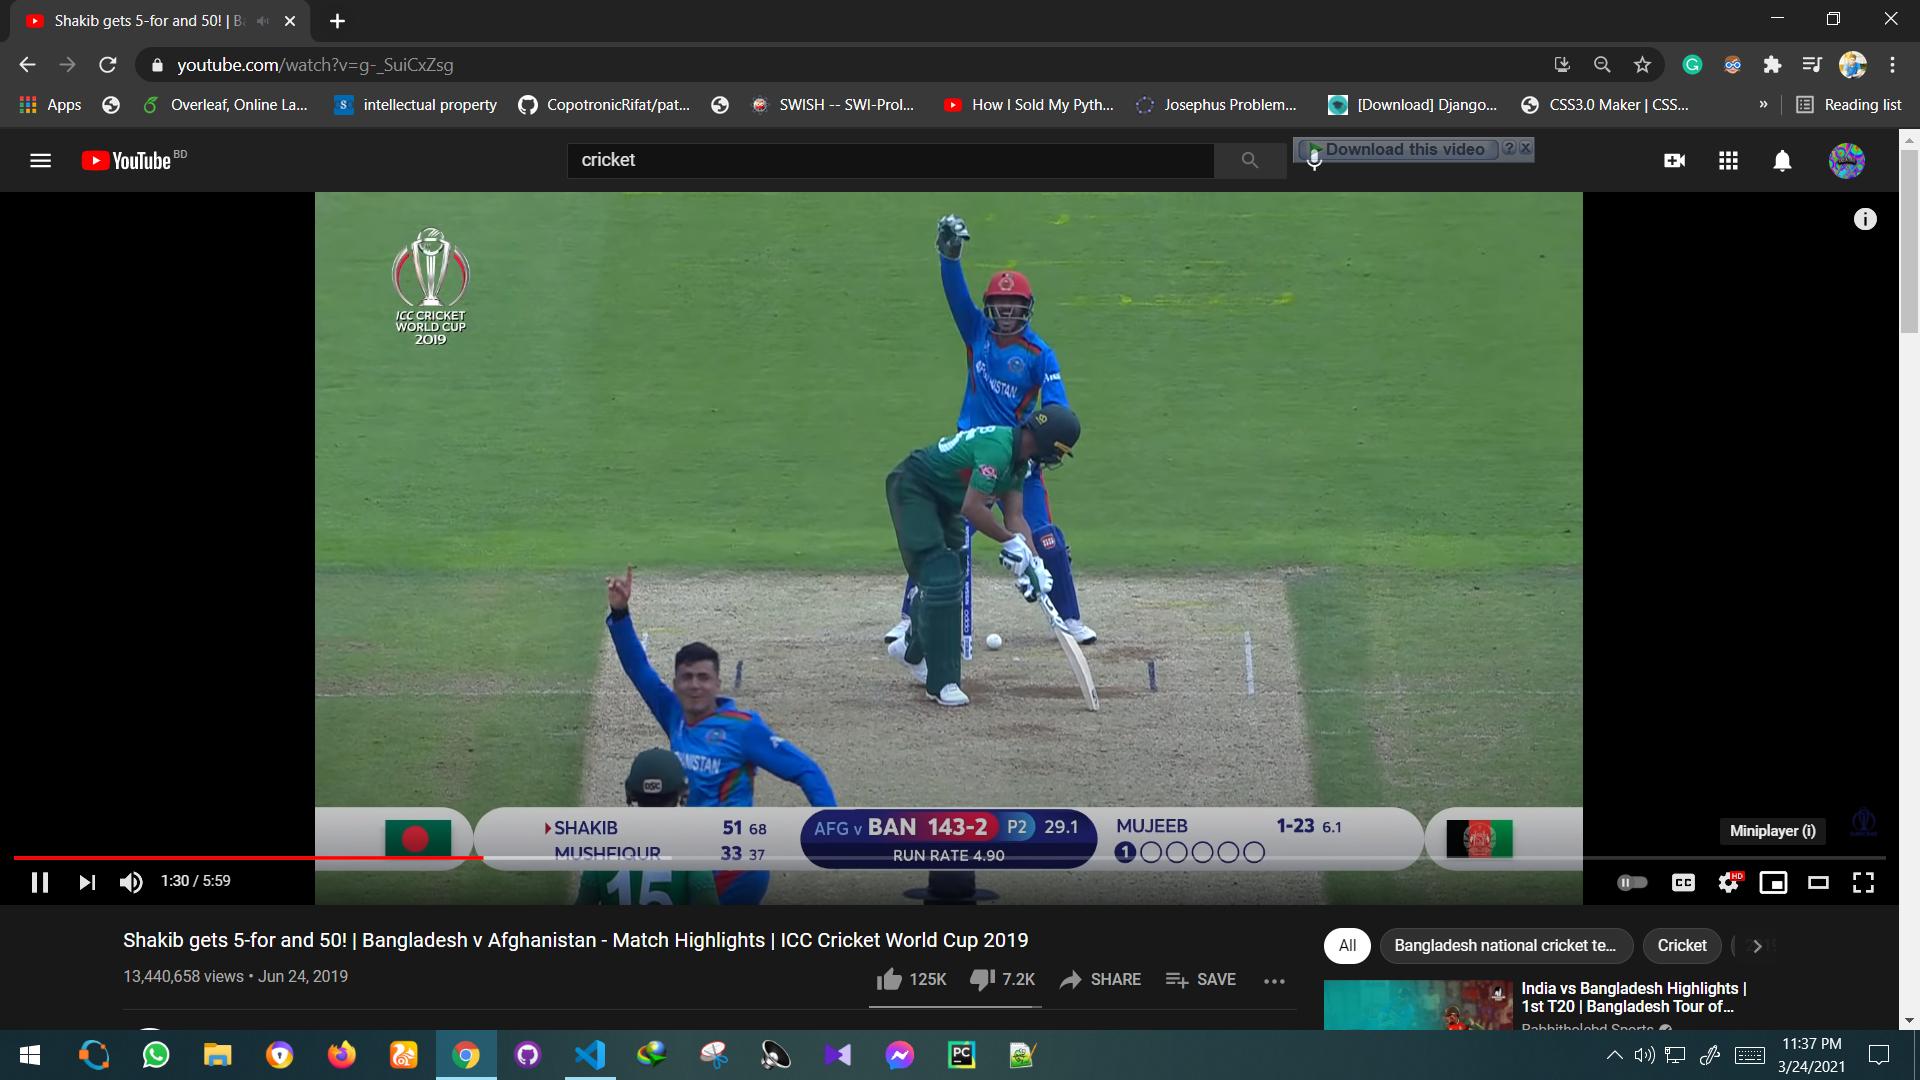 Shakib gets 5-for and 50! | B
youtube.com/watch?v=g-_SuiCxZsg
Apps
Overleaf, Online La...
intellectual property
CopotronicRifat/pat...
SWISH -- SWI-Prol...
How I Sold My Pyth...
Josephus Problem...
[Download] Django...
CSS3.0 Maker | CSS...
»
Reading list
YouTube BD
cricket
Download this video
ICC CRICKET
WORLD CUP
2019
SHAKIB 51 68
MUSHFIQUR 33 37
AFG v BAN 143-2 P2 29.1
RUN RATE 4.90
MUJEEB 1-23 6.1
1
15
Miniplayer (i)
1:30 / 5:59
CC
HD
Shakib gets 5-for and 50! | Bangladesh v Afghanistan - Match Highlights | ICC Cricket World Cup 2019
13,440,658 views • Jun 24, 2019
125K
7.2K
SHARE
SAVE
All
Bangladesh national cricket te...
Cricket
India vs Bangladesh Highlights |
1st T20 | Bangladesh Tour of...
Rabbitholebd Sports
11:37 PM
3/24/2021